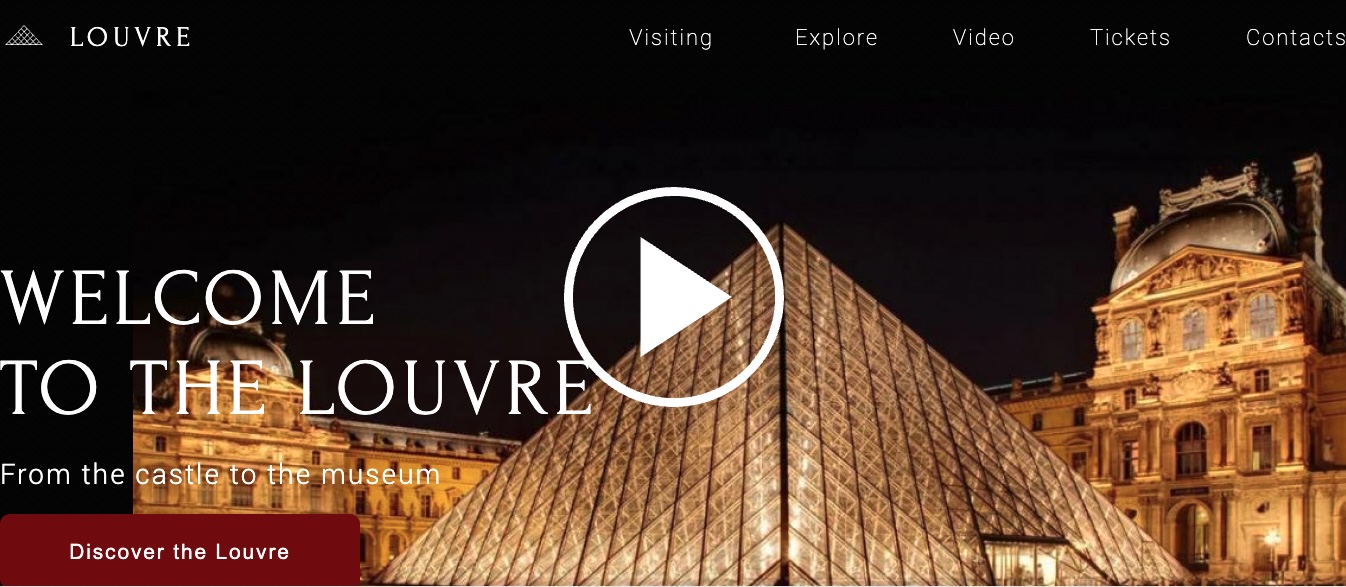 LOUVRE
Visiting Explore Video Tickets Contacts
WELCOME
TO THE LOUVRE
From the castle to the museum
Discover the Louvre